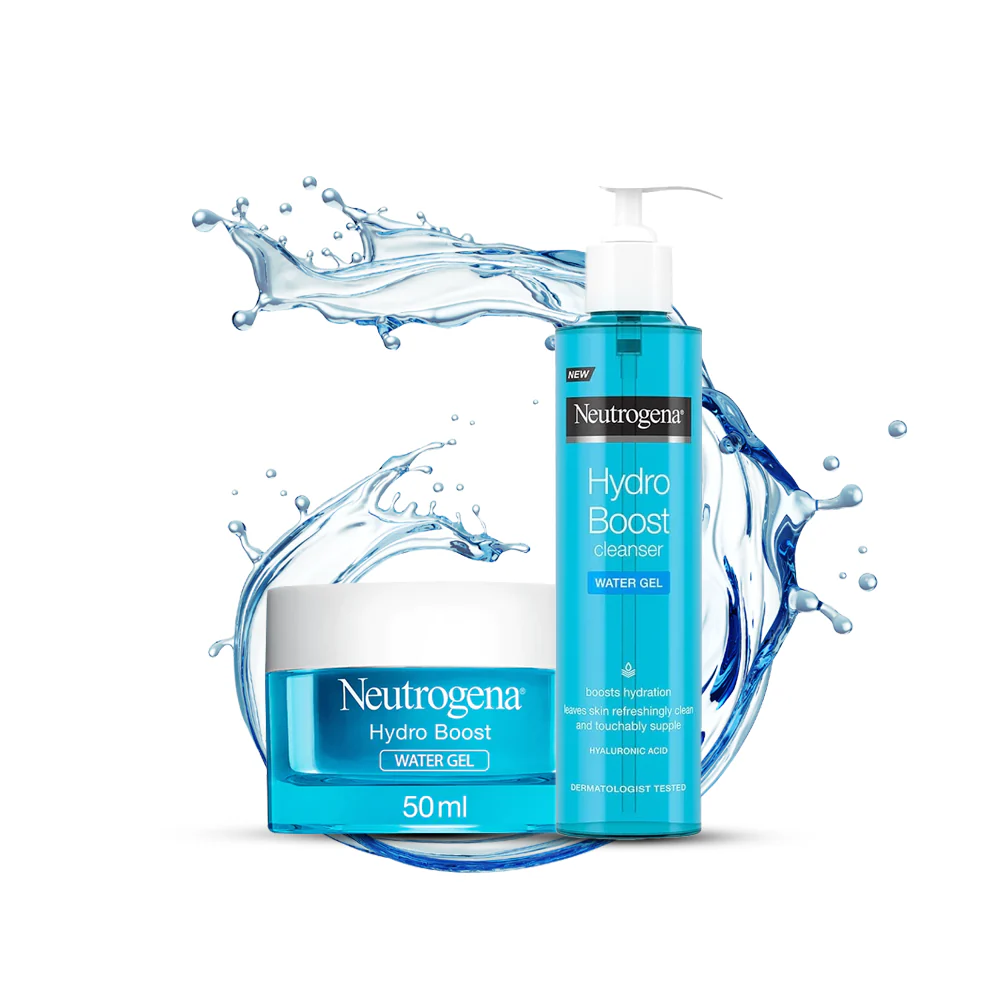 NEW
Neutrogena®
Hydro
Boost
cleanser
WATER GEL
boosts hydration
leaves skin refreshingly clean
and touchably supple
HYALURONIC ACID
DERMATOLOGIST TESTED
Neutrogena®
Hydro Boost
WATER GEL
50ml